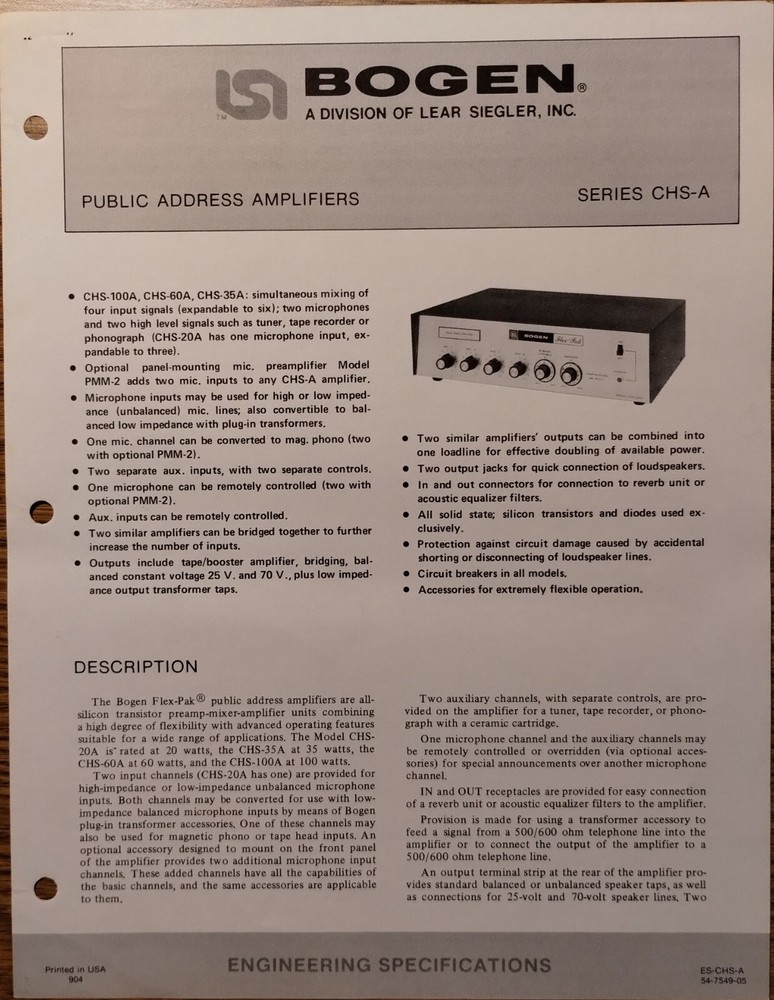 BOGEN®
TM
A DIVISION OF LEAR SIEGLER, INC.
PUBLIC ADDRESS AMPLIFIERS
SERIES CHS-A
● CHS-100A, CHS-60A, CHS-35A: simultaneous mixing of
four input signals (expandable to six); two microphones
and two high level signals such as tuner, tape recorder or
phonograph (CHS-20A has one microphone input, ex-
pandable to three).
● Optional panel-mounting mic. preamplifier Model
PMM-2 adds two mic. inputs to any CHS-A amplifier.
● Microphone inputs may be used for high or low imped-
ance (unbalanced) mic. lines; also convertible to bal-
anced low impedance with plug-in transformers.
● One mic. channel can be converted to mag. phono (two
with optional PMM-2).
● Two separate aux. inputs, with two separate controls.
● One microphone can be remotely controlled (two with
optional PMM-2).
● Aux. inputs can be remotely controlled.
● Two similar amplifiers can be bridged together to further
increase the number of inputs.
● Outputs include tape/booster amplifier, bridging, bal-
anced constant voltage 25 V. and 70 V., plus low imped-
ance output transformer taps.
BOGEN Flex-Pak
● Two similar amplifiers' outputs can be combined into
one loadline for effective doubling of available power.
● Two output jacks for quick connection of loudspeakers.
● In and out connectors for connection to reverb unit or
acoustic equalizer filters.
● All solid state; silicon transistors and diodes used ex-
clusively.
● Protection against circuit damage caused by accidental
shorting or disconnecting of loudspeaker lines.
● Circuit breakers in all models.
● Accessories for extremely flexible operation.
DESCRIPTION
The Bogen Flex-Pak® public address amplifiers are all-
silicon transistor preamp-mixer-amplifier units combining
a high degree of flexibility with advanced operating features
suitable for a wide range of applications. The Model CHS-
20A is rated at 20 watts, the CHS-35A at 35 watts, the
CHS-60A at 60 watts, and the CHS-100A at 100 watts.
Two input channels (CHS-20A has one) are provided for
high-impedance or low-impedance unbalanced microphone
inputs. Both channels may be converted for use with low-
impedance balanced microphone inputs by means of Bogen
plug-in transformer accessories. One of these channels may
also be used for magnetic phono or tape head inputs. An
optional accessory designed to mount on the front panel
of the amplifier provides two additional microphone input
channels. These added channels have all the capabilities of
the basic channels, and the same accessories are applicable
to them.
Two auxiliary channels, with separate controls, are pro-
vided on the amplifier for a tuner, tape recorder, or phono-
graph with a ceramic cartridge.
One microphone channel and the auxiliary channels may
be remotely controlled or overridden (via optional acces-
sories) for special announcements over another microphone
channel.
IN and OUT receptacles are provided for easy connection
of a reverb unit or acoustic equalizer filters to the amplifier.
Provision is made for using a transformer accessory to
feed a signal from a 500/600 ohm telephone line into the
amplifier or to connect the output of the amplifier to a
500/600 ohm telephone line.
An output terminal strip at the rear of the amplifier pro-
vides standard balanced or unbalanced speaker taps, as well
as connections for 25-volt and 70-volt speaker lines. Two
Printed in USA
904
ENGINEERING SPECIFICATIONS
ES-CHS-A
54-7549-05